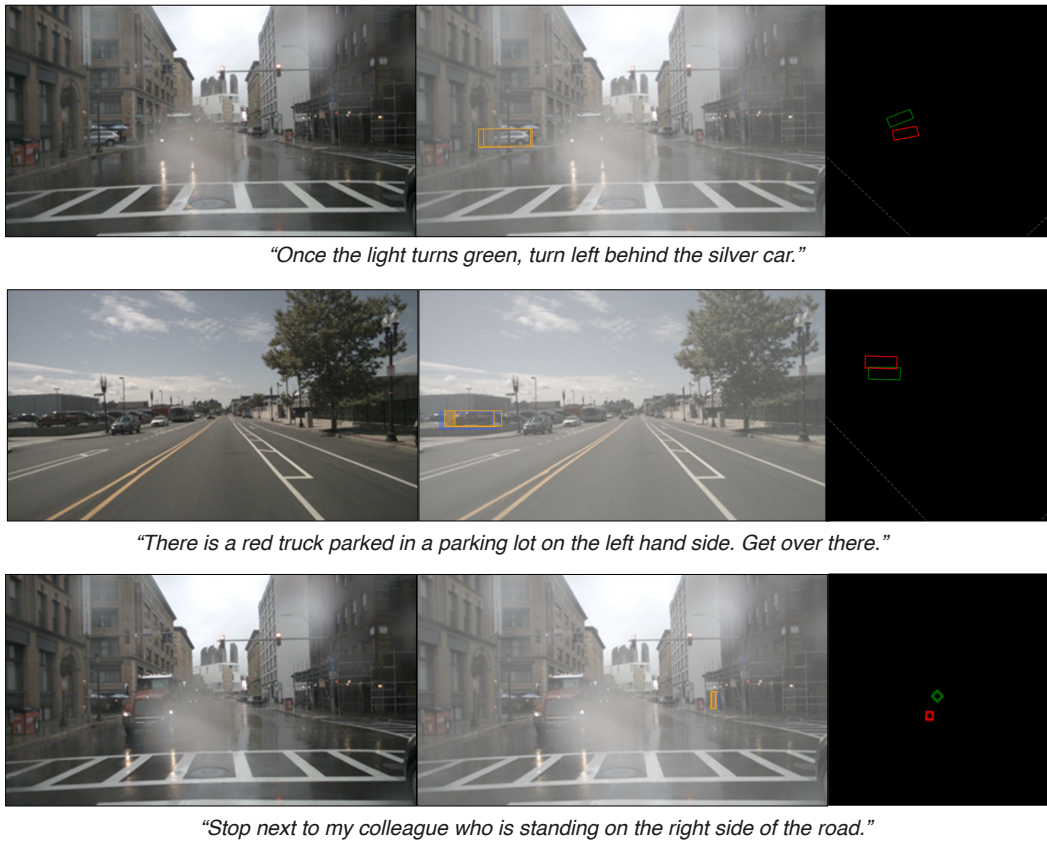 “Once the light turns green, turn left behind the silver car.”
“There is a red truck parked in a parking lot on the left hand side. Get over there.”
“Stop next to my colleague who is standing on the right side of the road.”